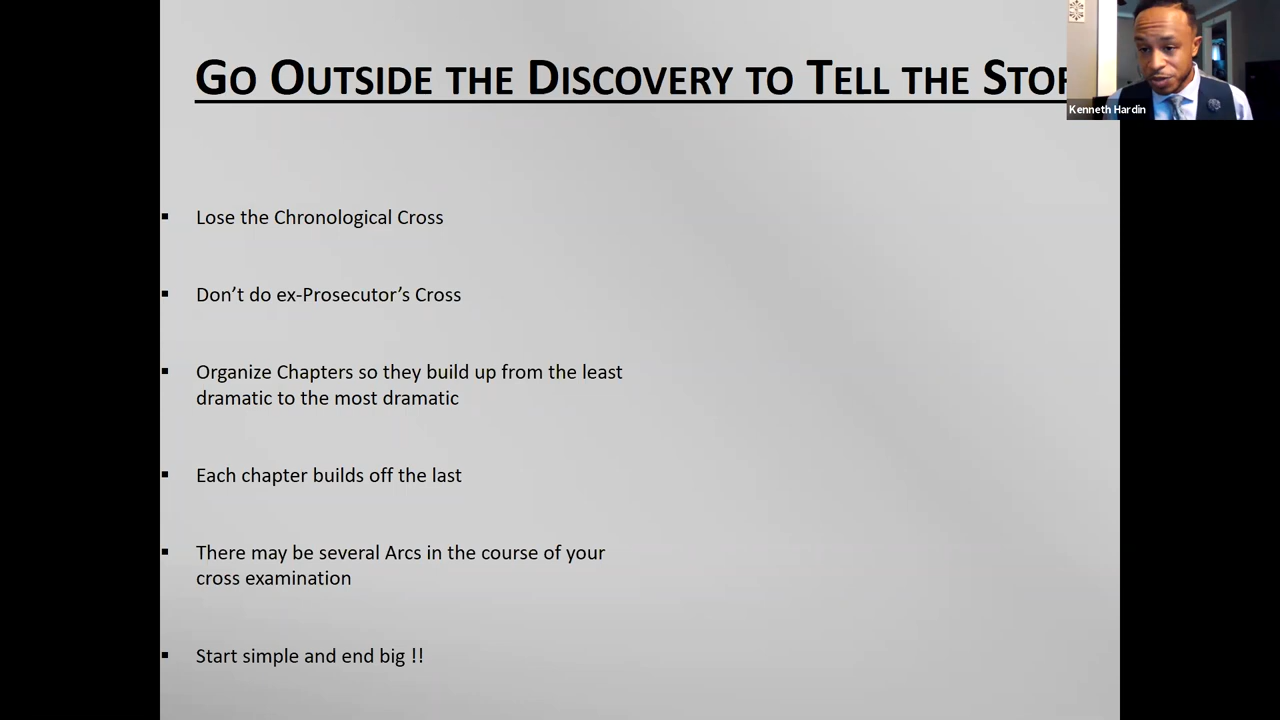 GO OUTSIDE THE DISCOVERY TO TELL THE
Kenneth Hardin
▪ Lose the Chronological Cross
▪ Don’t do ex-Prosecutor’s Cross
▪ Organize Chapters so they build up from the least
dramatic to the most dramatic
▪ Each chapter builds off the last
▪ There may be several Arcs in the course of your
cross examination
▪ Start simple and end big !!